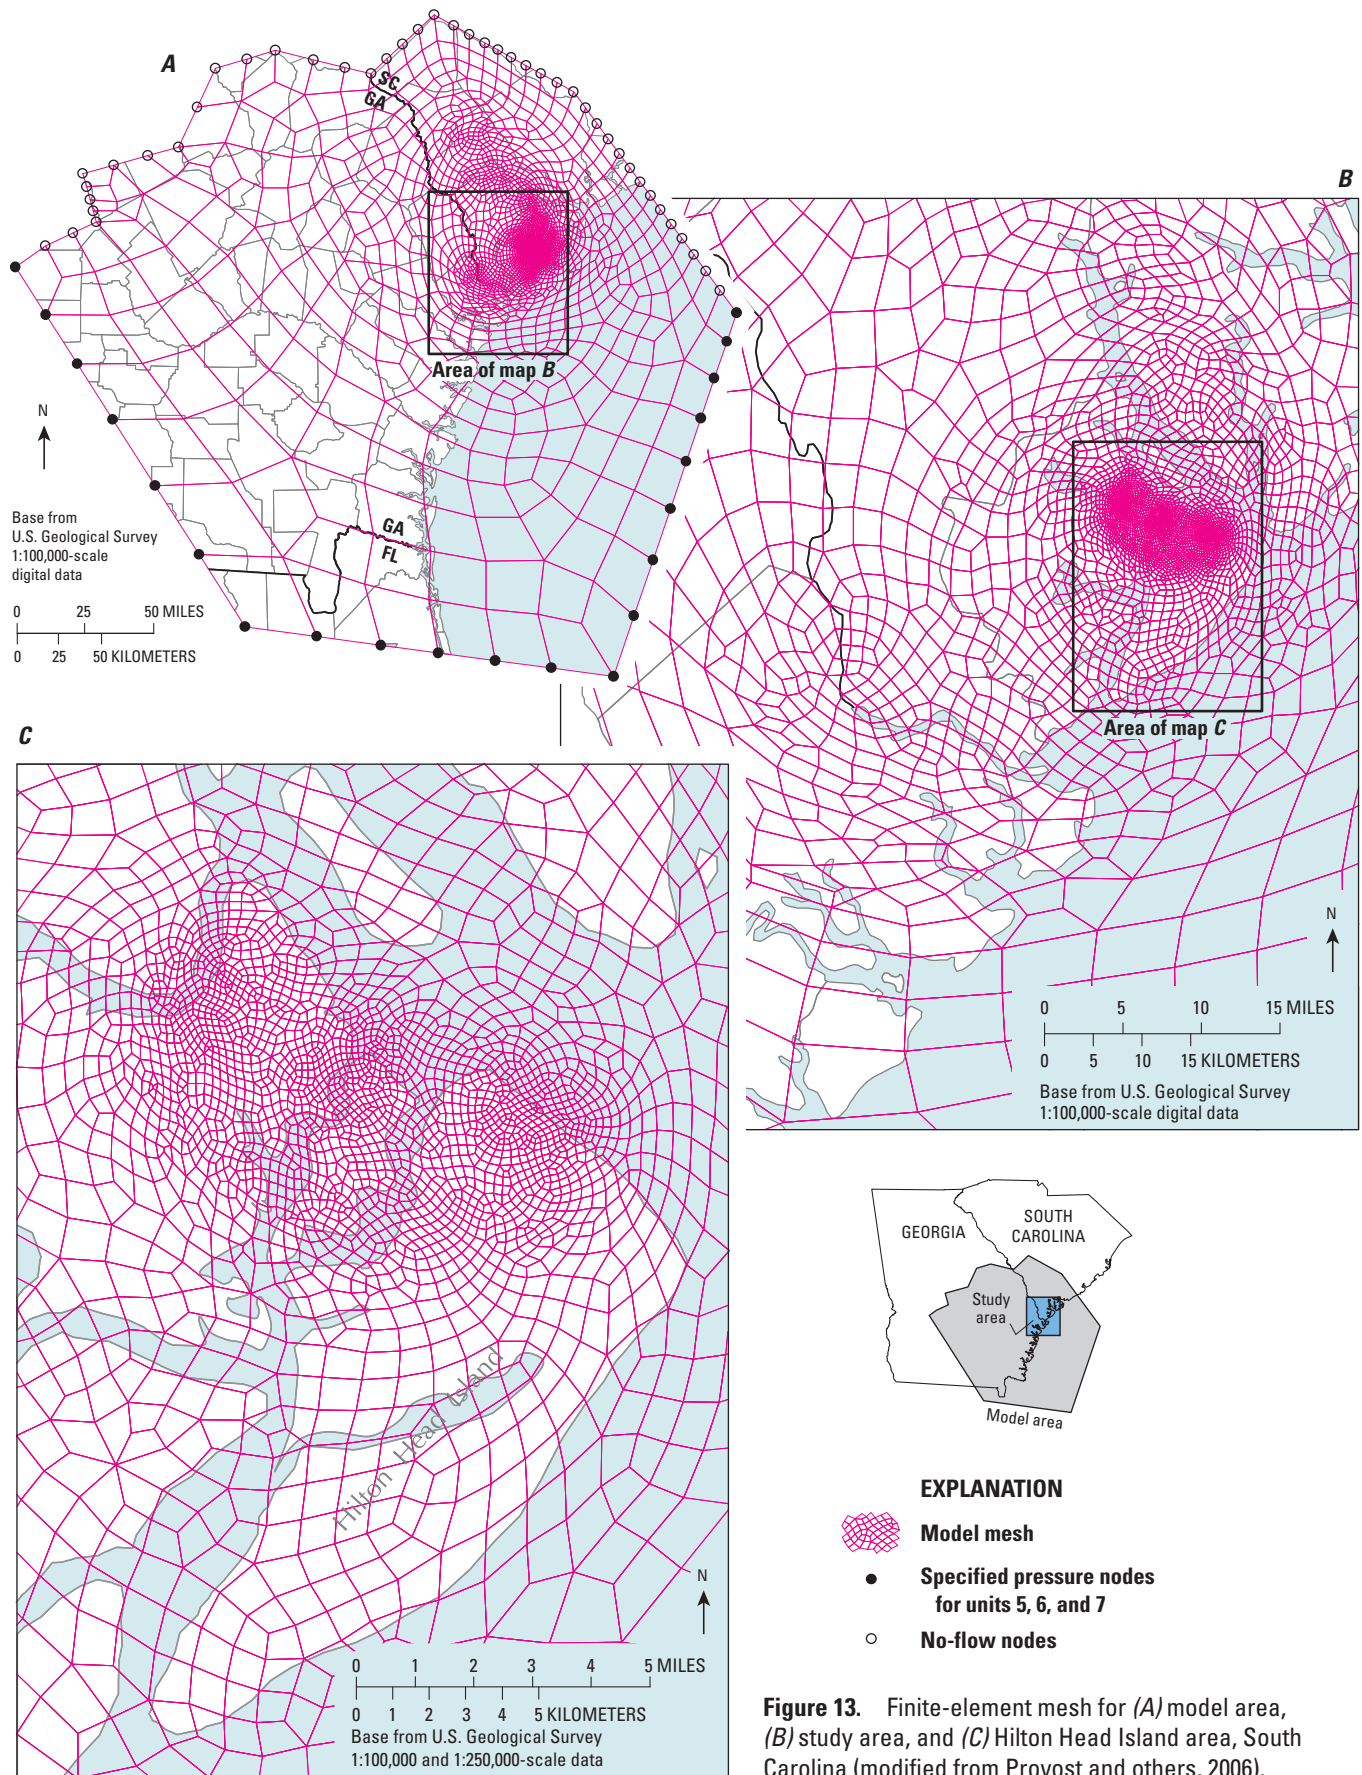 A
SC
GA
Area of map B
N
GA
FL
Base from
U.S. Geological Survey
1:100,000-scale
digital data
0 25 50 MILES
0 25 50 KILOMETERS
B
Area of map C
N
0 5 10 15 MILES
0 5 10 15 KILOMETERS
Base from U.S. Geological Survey
1:100,000-scale digital data
C
Hilton Head Island
N
0 1 2 3 4 5 MILES
0 1 2 3 4 5 KILOMETERS
Base from U.S. Geological Survey
1:100,000 and 1:250,000-scale data
GEORGIA
SOUTH
CAROLINA
Study
area
Model area
EXPLANATION
Model mesh
Specified pressure nodes
for units 5, 6, and 7
No-flow nodes
Figure 13. Finite-element mesh for (A) model area,
(B) study area, and (C) Hilton Head Island area, South
Carolina (modified from Provost and others, 2006).